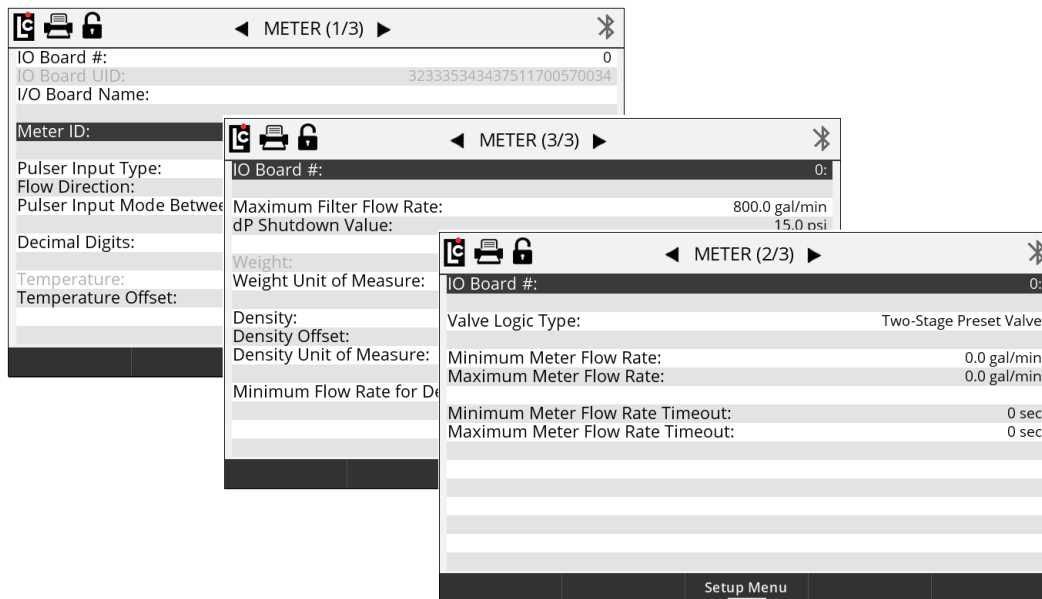 LC
METER (1/3)
IO Board #: 0
IO Board UID: 323335343437511700570034
I/O Board Name:
Meter ID:
Pulser Input Type:
Flow Direction:
Pulser Input Mode Betwee
Decimal Digits:
Temperature:
Temperature Offset:
LC
METER (3/3)
IO Board #: 0:
Maximum Filter Flow Rate: 800.0 gal/min
dP Shutdown Value: 15.0 psi
Weight:
Weight Unit of Measure:
Density:
Density Offset:
Density Unit of Measure:
Minimum Flow Rate for De
LC
METER (2/3)
IO Board #: 0:
Valve Logic Type: Two-Stage Preset Valve
Minimum Meter Flow Rate: 0.0 gal/min
Maximum Meter Flow Rate: 0.0 gal/min
Minimum Meter Flow Rate Timeout: 0 sec
Maximum Meter Flow Rate Timeout: 0 sec
Setup Menu